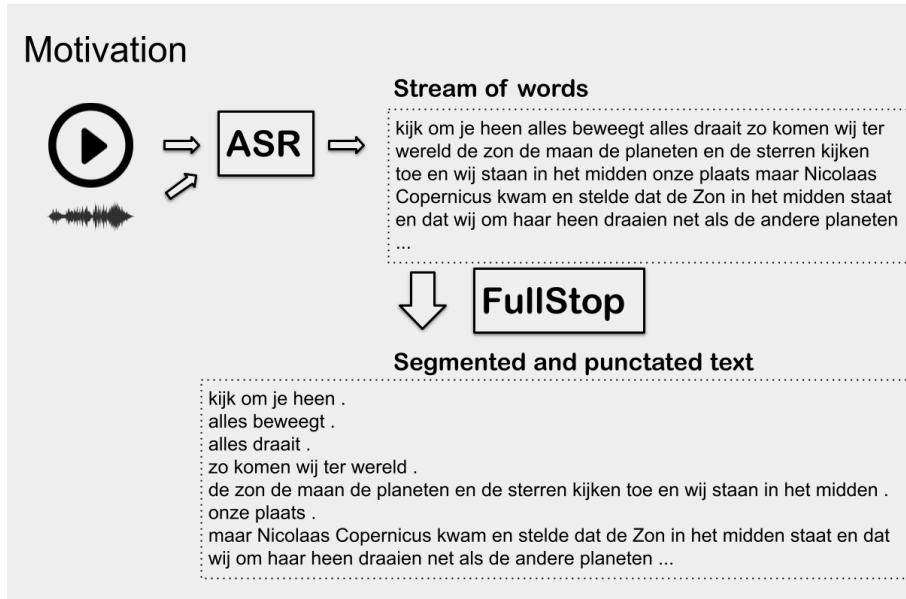 Motivation
Stream of words
ASR
kijk om je heen alles beweegt alles draait zo komen wij ter
wereld de zon de maan de planeten en de sterren kijken
toe en wij staan in het midden onze plaats maar Nicolaas
Copernicus kwam en stelde dat de Zon in het midden staat
en dat wij om haar heen draaien net als de andere planeten
...
FullStop
Segmented and punctated text
kijk om je heen .
alles beweegt .
alles draait .
zo komen wij ter wereld .
de zon de maan de planeten en de sterren kijken toe en wij staan in het midden .
onze plaats .
maar Nicolaas Copernicus kwam en stelde dat de Zon in het midden staat en dat
wij om haar heen draaien net als de andere planeten ...